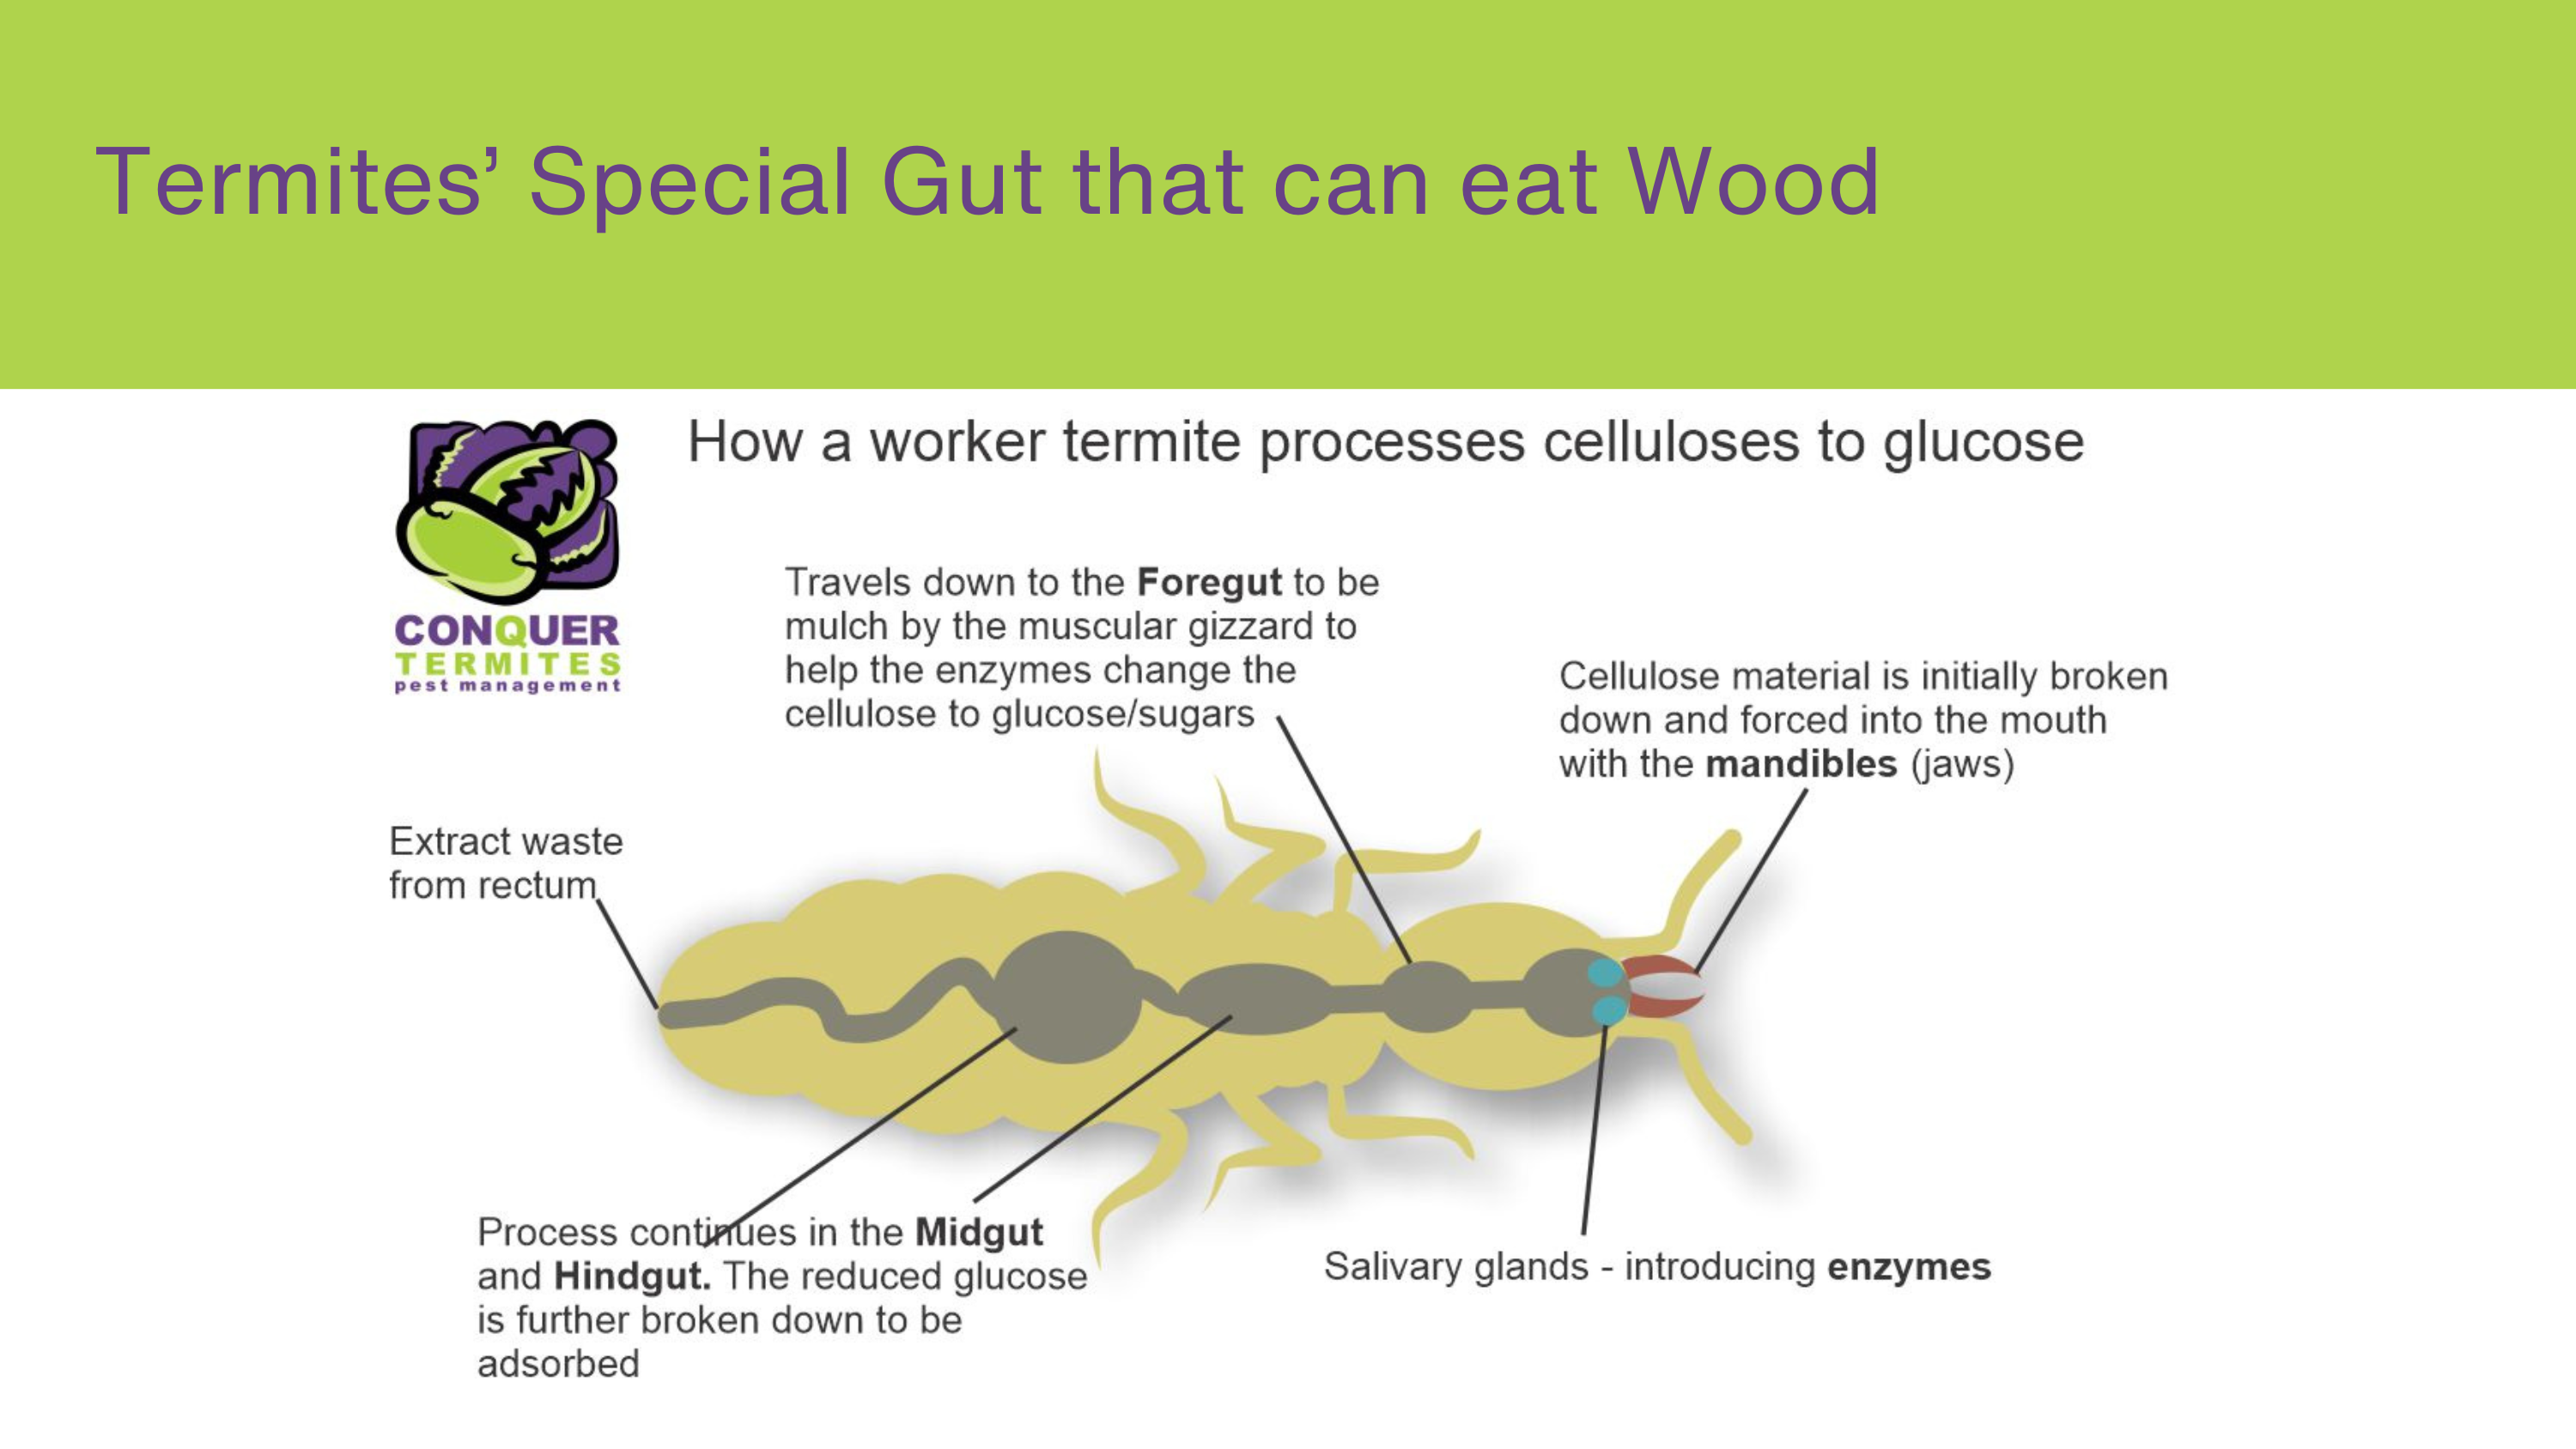 Termites’ Special Gut that can eat Wood
How a worker termite processes celluloses to glucose
CONQUER
TERMITES
pest management
Travels down to the Foregut to be
mulch by the muscular gizzard to
help the enzymes change the
cellulose to glucose/sugars
Cellulose material is initially broken
down and forced into the mouth
with the mandibles (jaws)
Extract waste
from rectum
Process continues in the Midgut
and Hindgut. The reduced glucose
is further broken down to be
adsorbed
Salivary glands - introducing enzymes